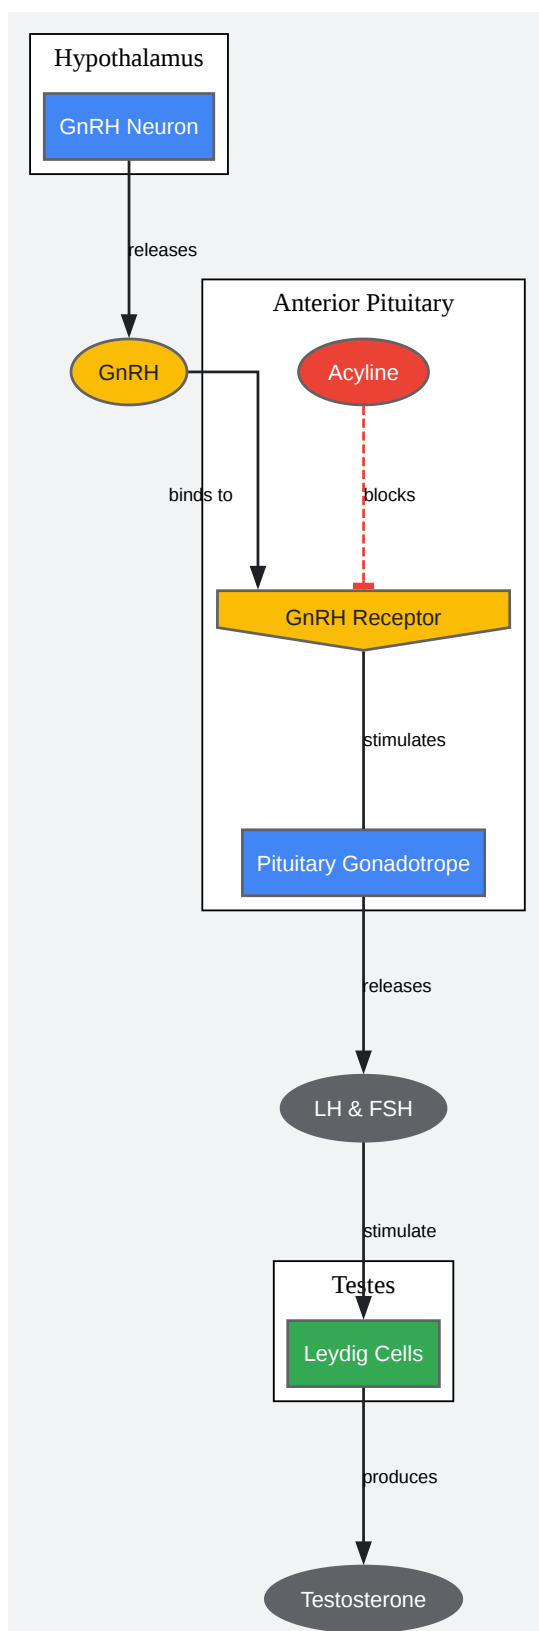 Hypothalamus
GnRH Neuron
releases
Anterior Pituitary
GnRH
Acyline
binds to
blocks
GnRH Receptor
stimulates
Pituitary Gonadotrope
releases
LH & FSH
stimulate
Testes
Leydig Cells
produces
Testosterone